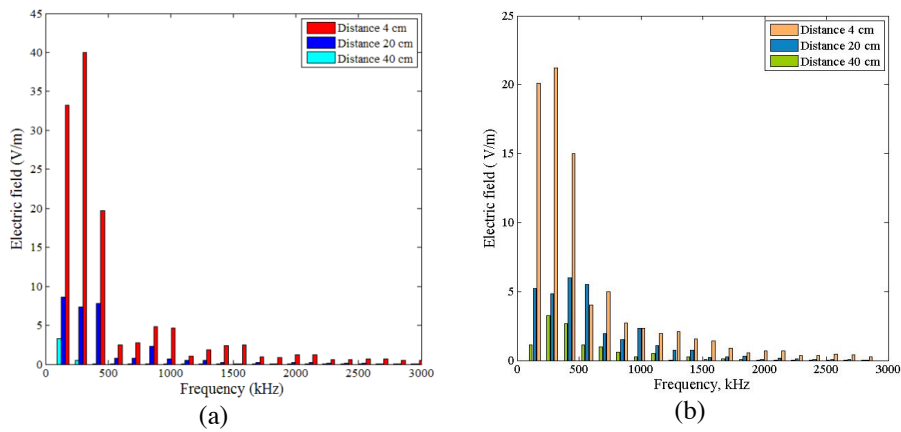 45
40
35
30
25
20
15
10
5
0
Electric field (V/m)
Distance 4 cm
Distance 20 cm
Distance 40 cm
0 500 1000 1500 2000 2500 3000
Frequency (kHz)
(a)
25
20
15
10
5
0
Electric field ( V/m)
Distance 4 cm
Distance 20 cm
Distance 40 cm
0 500 1000 1500 2000 2500 3000
Frequency, kHz
(b)